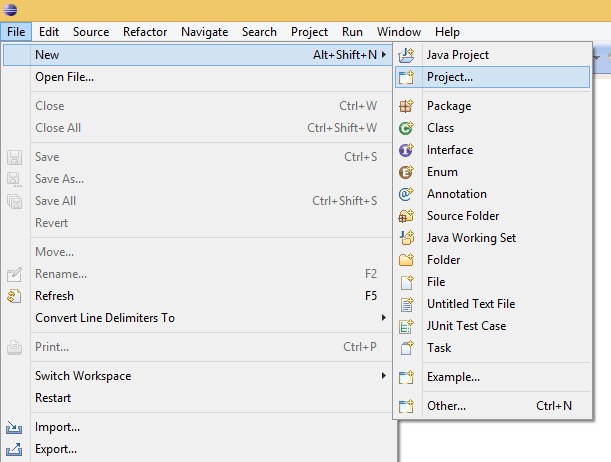 File Edit Source Refactor Navigate Search Project Run Window Help
New Alt+Shift+N
Open File...
Close Ctrl+W
Close All Ctrl+Shift+W
Save Ctrl+S
Save As...
Save All Ctrl+Shift+S
Revert
Move...
Rename... F2
Refresh F5
Convert Line Delimiters To
Print... Ctrl+P
Switch Workspace
Restart
Import...
Export...
Java Project
Project...
Package
Class
Interface
Enum
Annotation
Source Folder
Java Working Set
Folder
File
Untitled Text File
JUnit Test Case
Task
Example...
Other... Ctrl+N